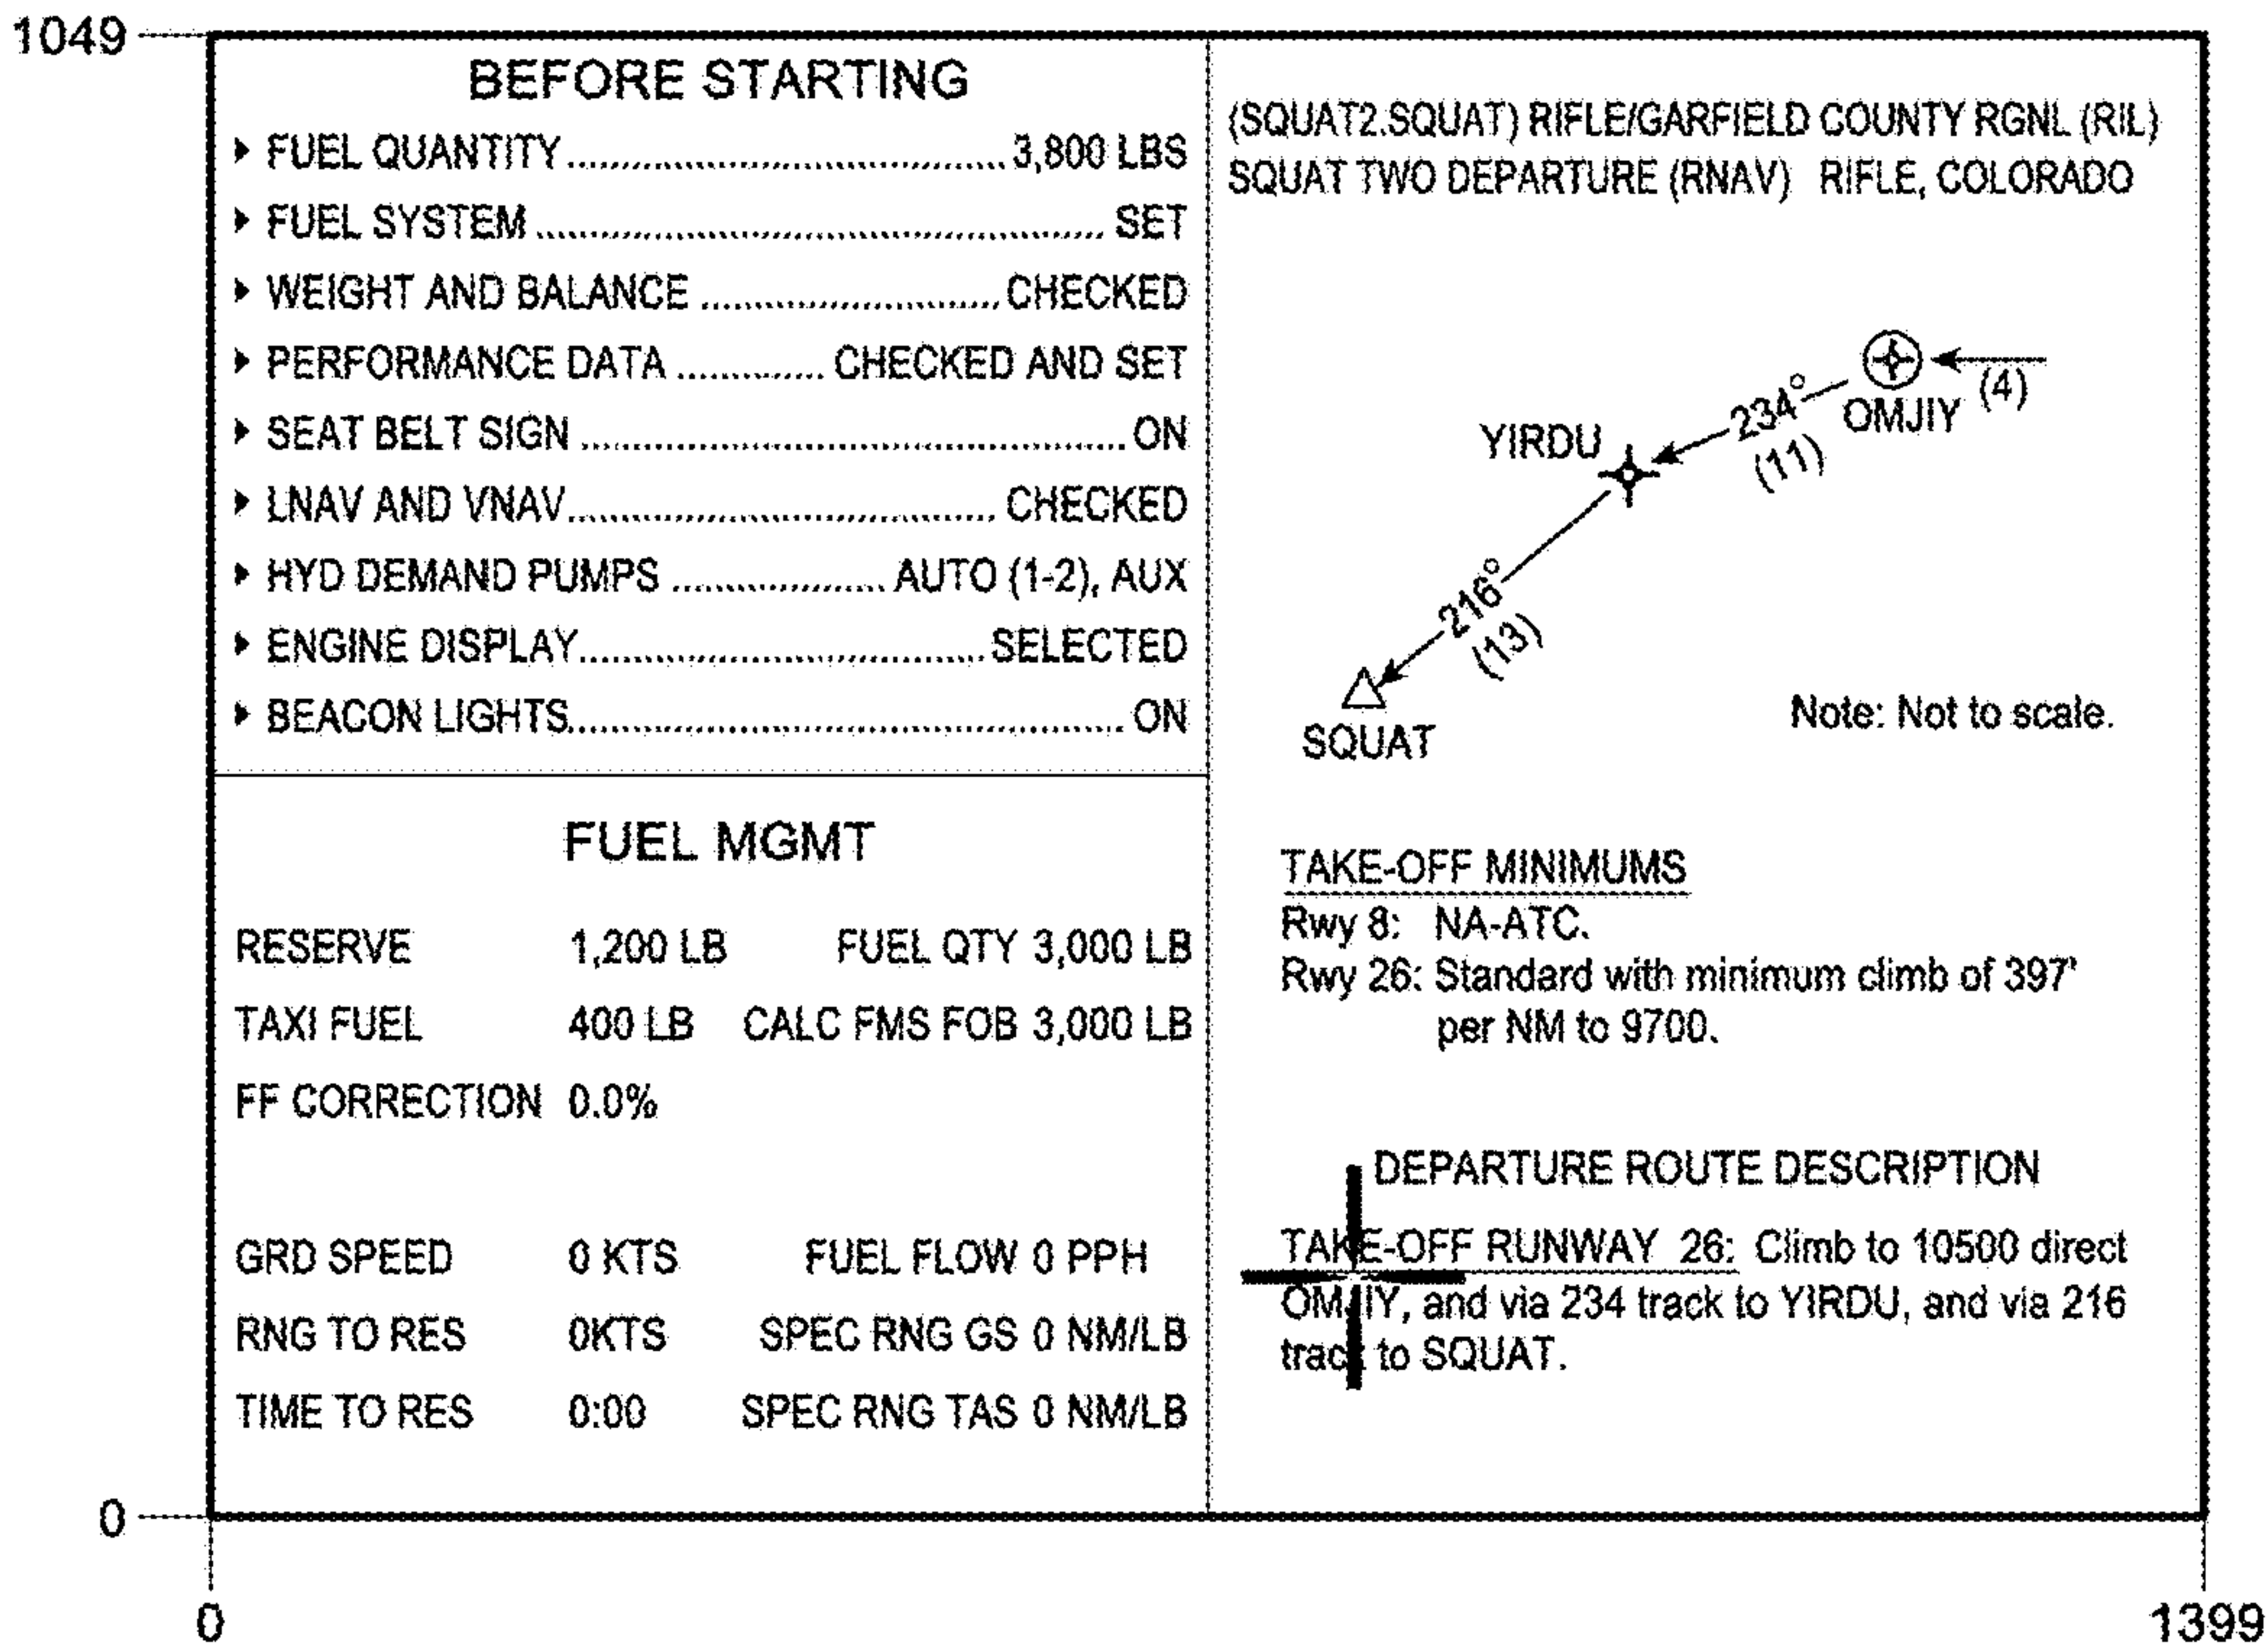 1049
BEFORE STARTING
▸ FUEL QUANTITY........................................3,800 LBS
▸ FUEL SYSTEM .................................................... SET
▸ WEIGHT AND BALANCE ............................CHECKED
▸ PERFORMANCE DATA .............. CHECKED AND SET
▸ SEAT BELT SIGN .................................................. ON
▸ LNAV AND VNAV....................................... CHECKED
▸ HYD DEMAND PUMPS .................... AUTO (1-2), AUX
▸ ENGINE DISPLAY.....................................SELECTED
▸ BEACON LIGHTS................................................... ON
FUEL MGMT
RESERVE 1,200 LB FUEL QTY 3,000 LB
TAXI FUEL 400 LB CALC FMS FOB 3,000 LB
FF CORRECTION 0.0%
GRD SPEED 0 KTS FUEL FLOW 0 PPH
RNG TO RES 0KTS SPEC RNG GS 0 NM/LB
TIME TO RES 0:00 SPEC RNG TAS 0 NM/LB
(SQUAT2.SQUAT) RIFLE/GARFIELD COUNTY RGNL (RIL)
SQUAT TWO DEPARTURE (RNAV) RIFLE, COLORADO
(4)
OMJIY
234°
(11)
YIRDU
216°
(13)
SQUAT
Note: Not to scale.
TAKE-OFF MINIMUMS
Rwy 8: NA-ATC.
Rwy 26: Standard with minimum climb of 397'
per NM to 9700.
DEPARTURE ROUTE DESCRIPTION
TAKE-OFF RUNWAY 26: Climb to 10500 direct
OMJIY, and via 234 track to YIRDU, and via 216
track to SQUAT.
0
0
1399